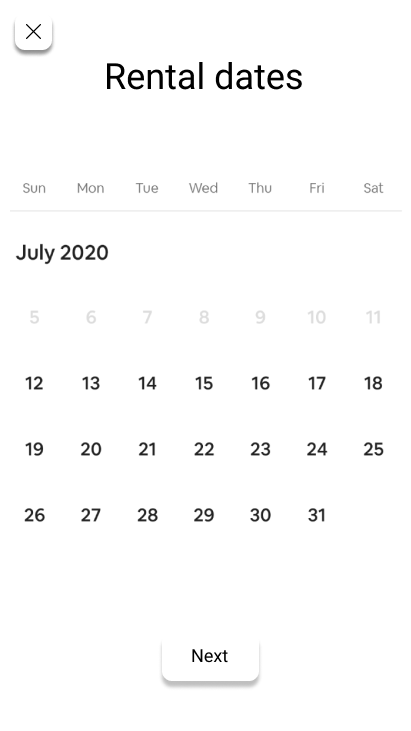 Rental dates
Sun Mon Tue Wed Thu Fri Sat
July 2020
5 6 7 8 9 10 11
12 13 14 15 16 17 18
19 20 21 22 23 24 25
26 27 28 29 30 31
Next